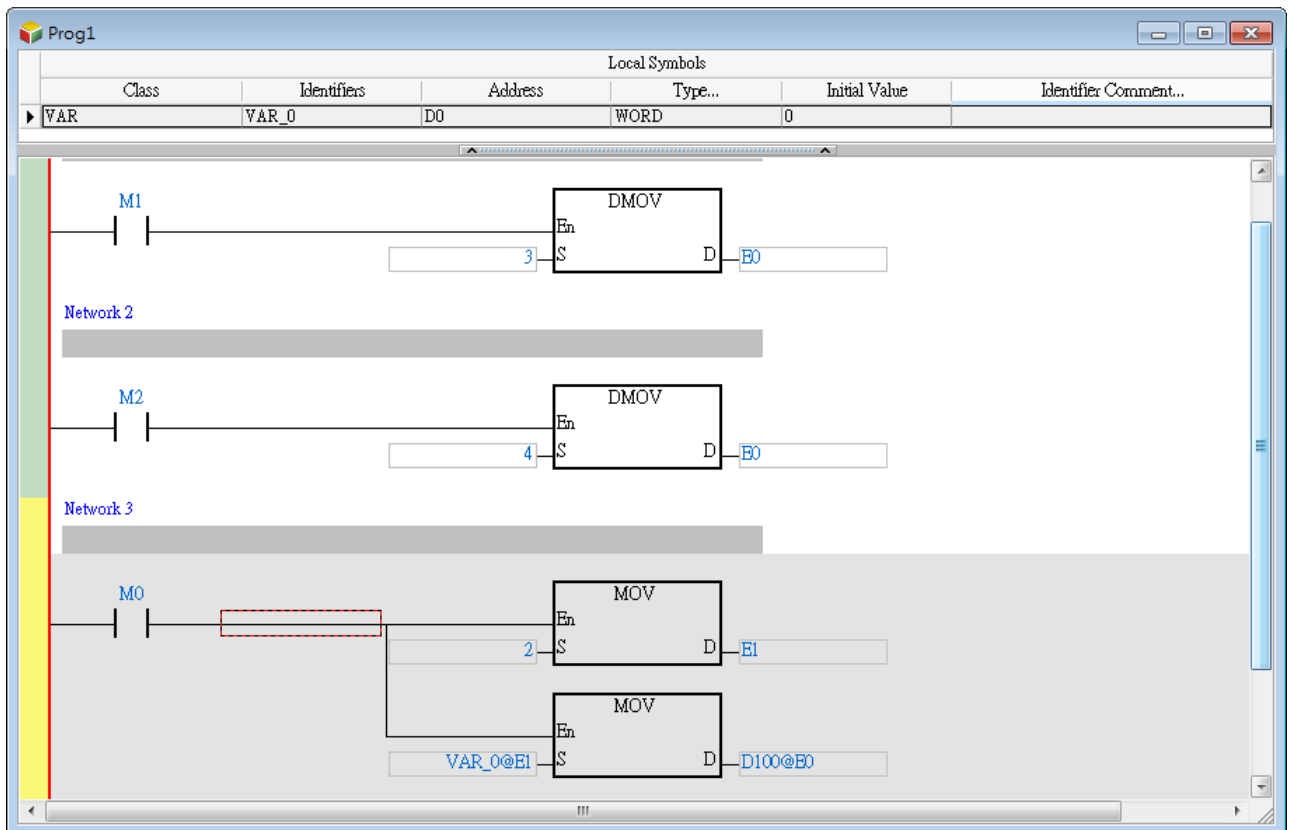 Prog1
Local Symbols
Class Identifiers Address Type... Initial Value Identifier Comment...
VAR VAR_0 D0 WORD 0
M1 DMOV
En
3 S D E0
Network 2
M2 DMOV
En
4 S D E0
Network 3
M0 MOV
En
2 S D E1
MOV
En
VAR_0@E1 S D D100@E0